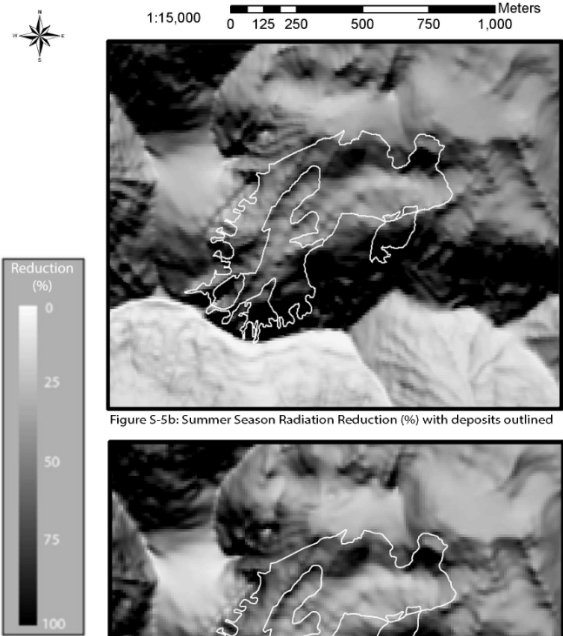 N
W
E
S
1:15,000
Meters
0 125 250 500 750 1,000
Reduction
(%)
0
25
50
75
100
Figure S-5b: Summer Season Radiation Reduction (%) with deposits outlined